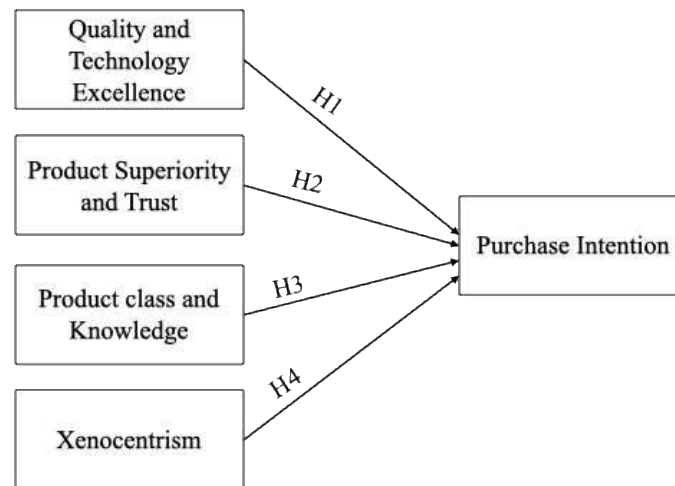 Quality and
Technology
Excellence
H1
Product Superiority
and Trust
H2
Purchase Intention
Product class and
Knowledge
H3
H4
Xenocentrism